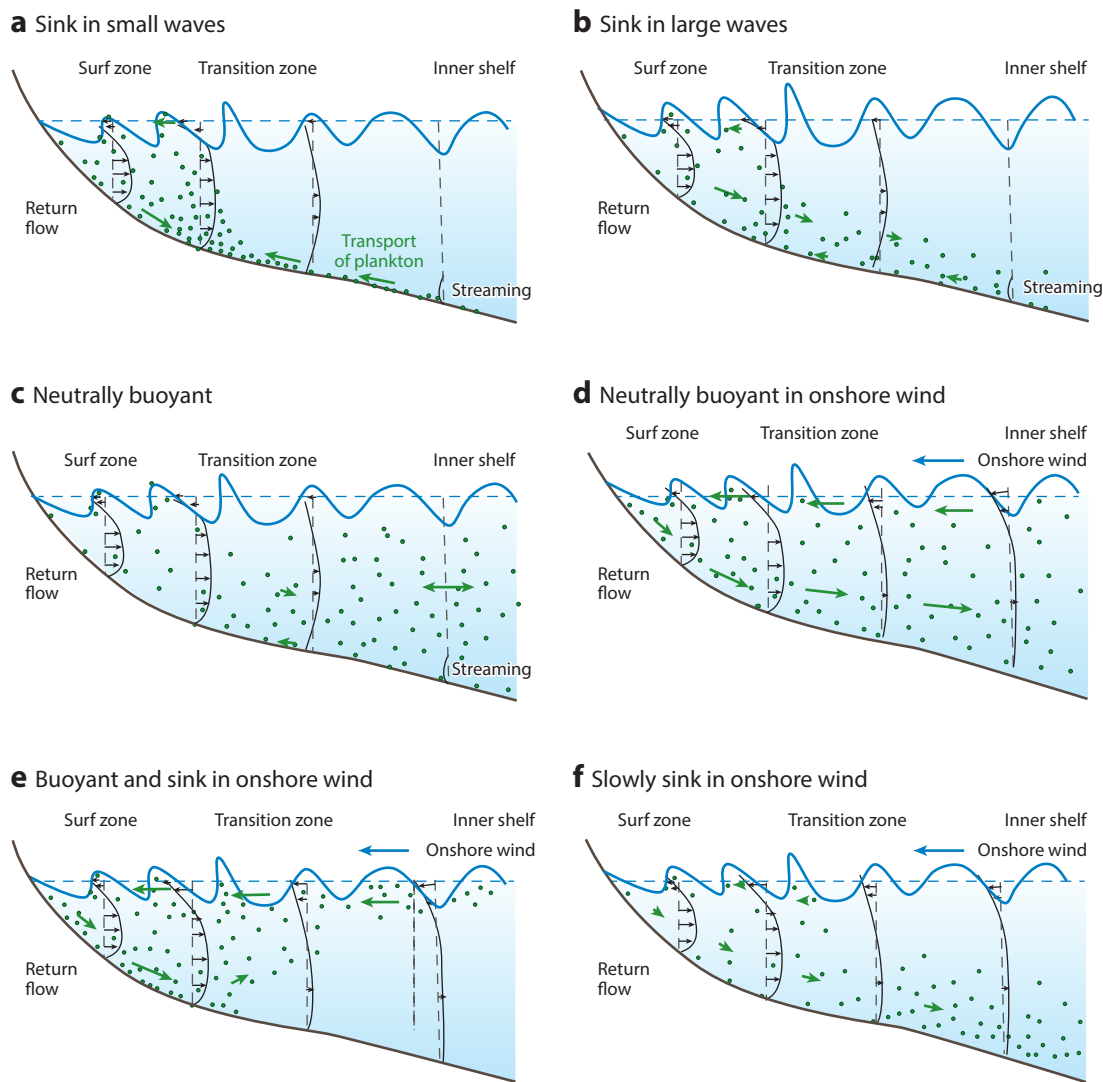 a Sink in small waves
Surf zone
Transition zone
Inner shelf
Return
flow
Transport
of plankton
Streaming
b Sink in large waves
Surf zone
Transition zone
Inner shelf
Return
flow
Streaming
c Neutrally buoyant
Surf zone
Transition zone
Inner shelf
Return
flow
Streaming
d Neutrally buoyant in onshore wind
Surf zone
Transition zone
Inner shelf
Onshore wind
Return
flow
e Buoyant and sink in onshore wind
Surf zone
Transition zone
Inner shelf
Onshore wind
Return
flow
f Slowly sink in onshore wind
Surf zone
Transition zone
Inner shelf
Onshore wind
Return
flow